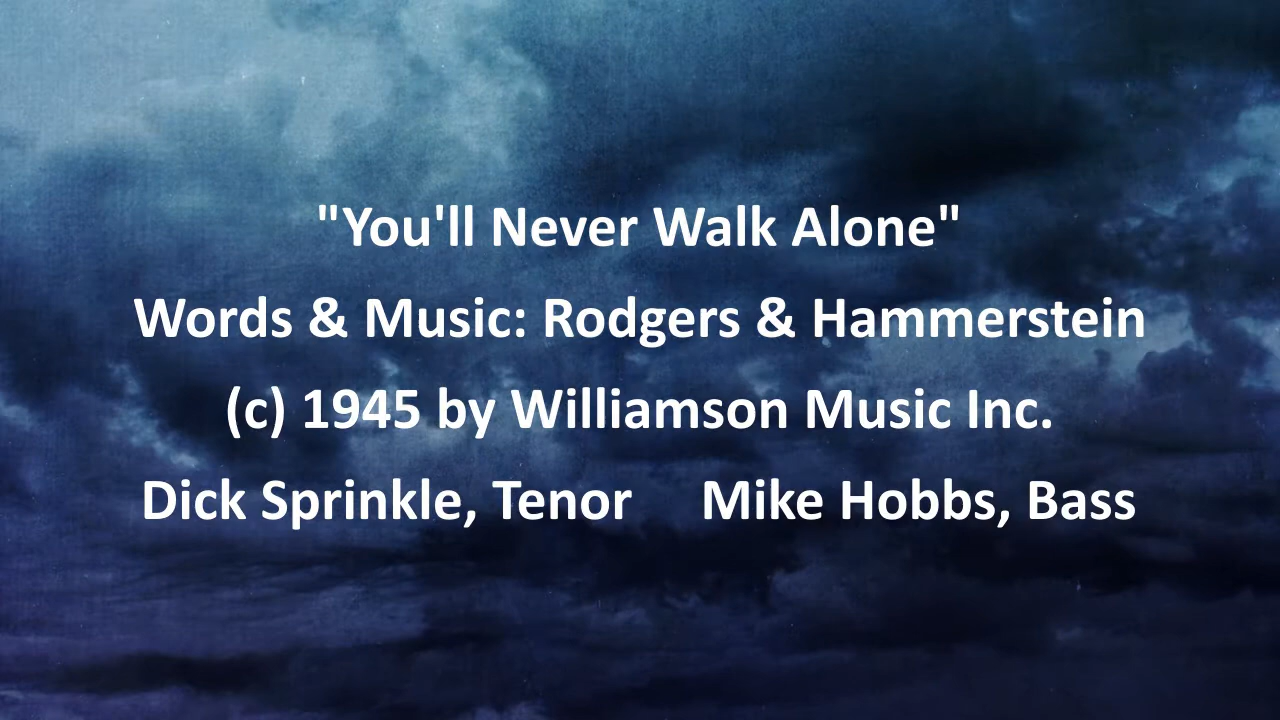 "You'll Never Walk Alone"
Words & Music: Rodgers & Hammerstein
(c) 1945 by Williamson Music Inc.
Dick Sprinkle, Tenor     Mike Hobbs, Bass